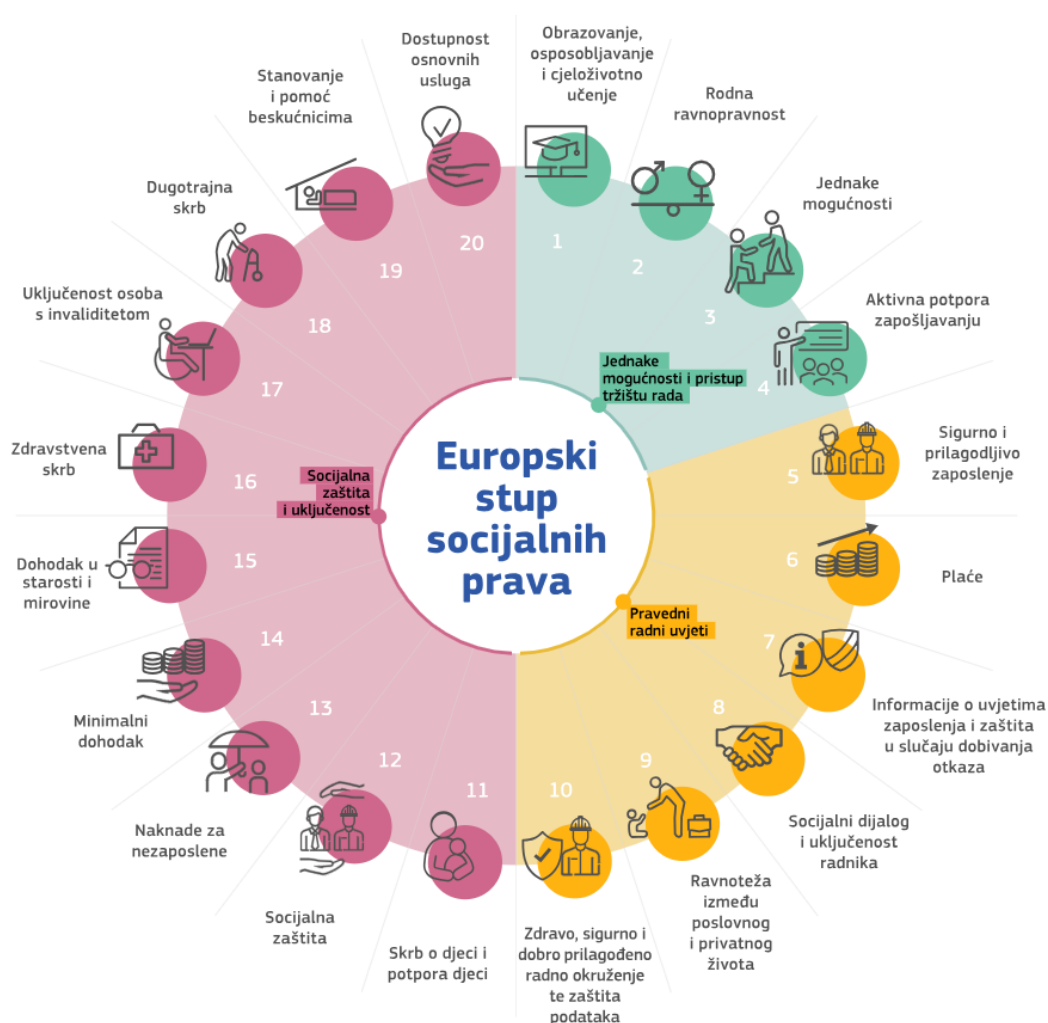 Europski
stup
socijalnih
prava
Jednake
mogućnosti i pristup
tržištu rada
1
Obrazovanje,
osposobljavanje
i cjeloživotno
učenje
2
Rodna
ravnopravnost
3
Jednake
mogućnosti
4
Aktivna potpora
zapošljavanju
Pravedni
radni uvjeti
5
Sigurno i
prilagodljivo
zaposlenje
6
Plaće
7
i
Informacije o uvjetima
zaposlenja i zaštita
u slučaju dobivanja
otkaza
8
Socijalni dijalog
i uključenost
radnika
9
Ravnoteža
između
poslovnog
i privatnog
života
10
Zdravo, sigurno i
dobro prilagođeno
radno okruženje
te zaštita
podataka
Socijalna
zaštita
i uključenost
11
Skrb o djeci i
potpora djeci
12
Socijalna
zaštita
13
Naknade za
nezaposlene
14
Minimalni
dohodak
15
Dohodak u
starosti i
mirovine
16
Zdravstvena
skrb
17
Uključenost osoba
s invaliditetom
18
Dugotrajna
skrb
19
Stanovanje
i pomoć
beskućnicima
20
Dostupnost
osnovnih
usluga